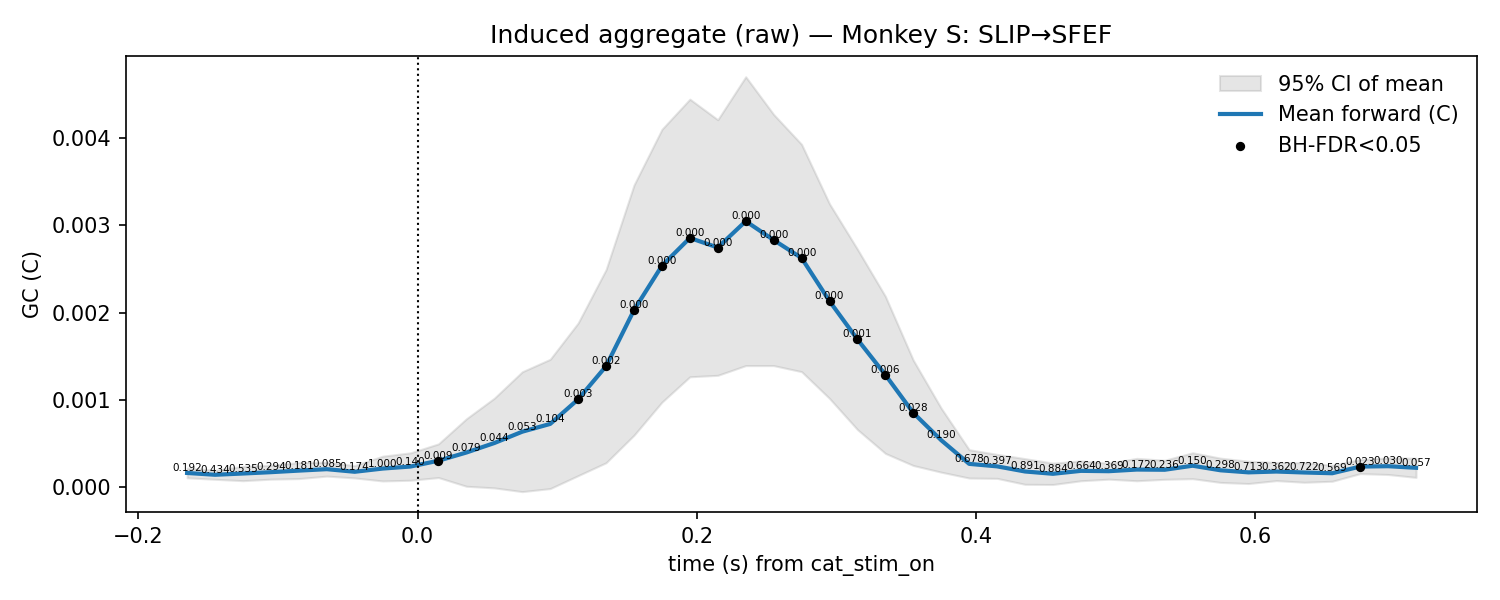 Induced aggregate (raw) — Monkey S: SLIP→SFEF
95% CI of mean
Mean forward (C)
BH-FDR<0.05
GC (C)
0.004
0.003
0.002
0.001
0.000
0.192 0.434 0.535 0.294 0.181 0.085 0.174 1.000 0.140 0.009 0.079 0.044 0.053 0.104 0.003 0.002 0.000 0.000 0.000 0.000 0.000 0.000 0.000 0.000 0.001 0.006 0.028 0.190 0.678 0.397 0.891 0.884 0.664 0.369 0.172 0.236 0.150 0.298 0.713 0.362 0.722 0.569 0.023 0.030 0.057
−0.2 0.0 0.2 0.4 0.6
time (s) from cat_stim_on